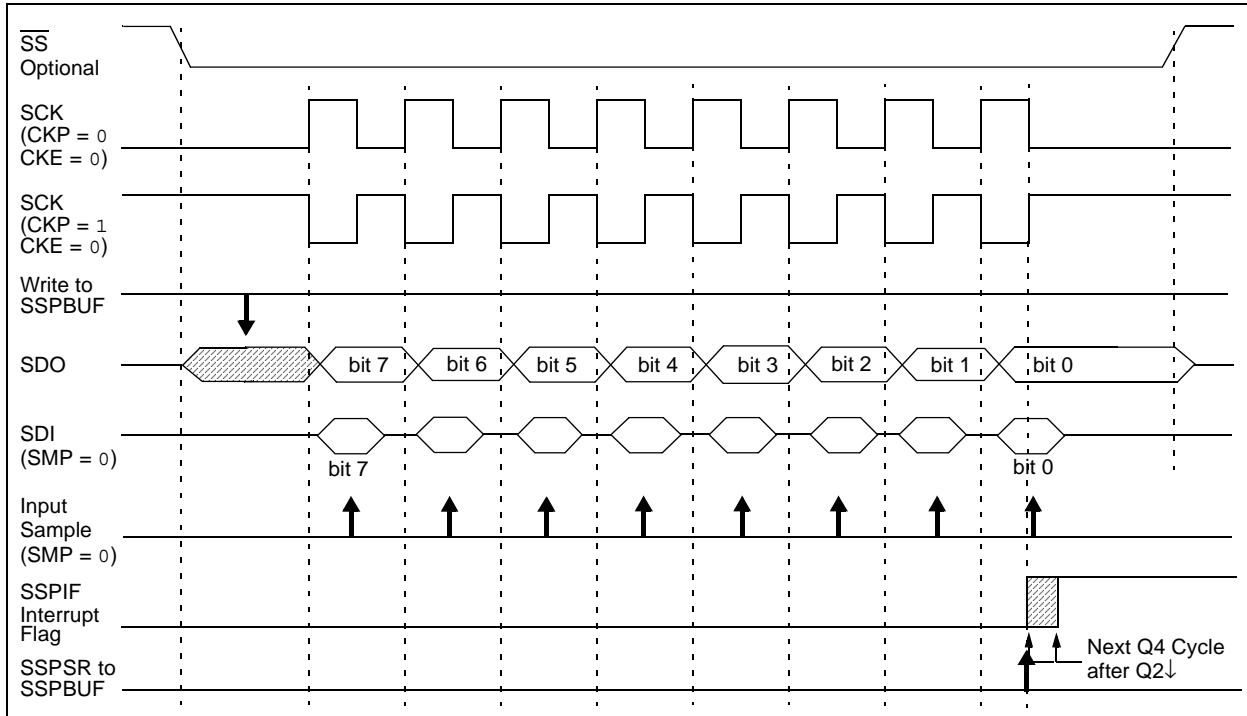 SS
Optional
SCK
(CKP = 0
CKE = 0)
SCK
(CKP = 1
CKE = 0)
Write to
SSPBUF
SDO
bit 7 bit 6 bit 5 bit 4 bit 3 bit 2 bit 1 bit 0
SDI
(SMP = 0)
bit 7 bit 0
Input
Sample
(SMP = 0)
SSPIF
Interrupt
Flag
Next Q4 Cycle
after Q2↓
SSPSR to
SSPBUF